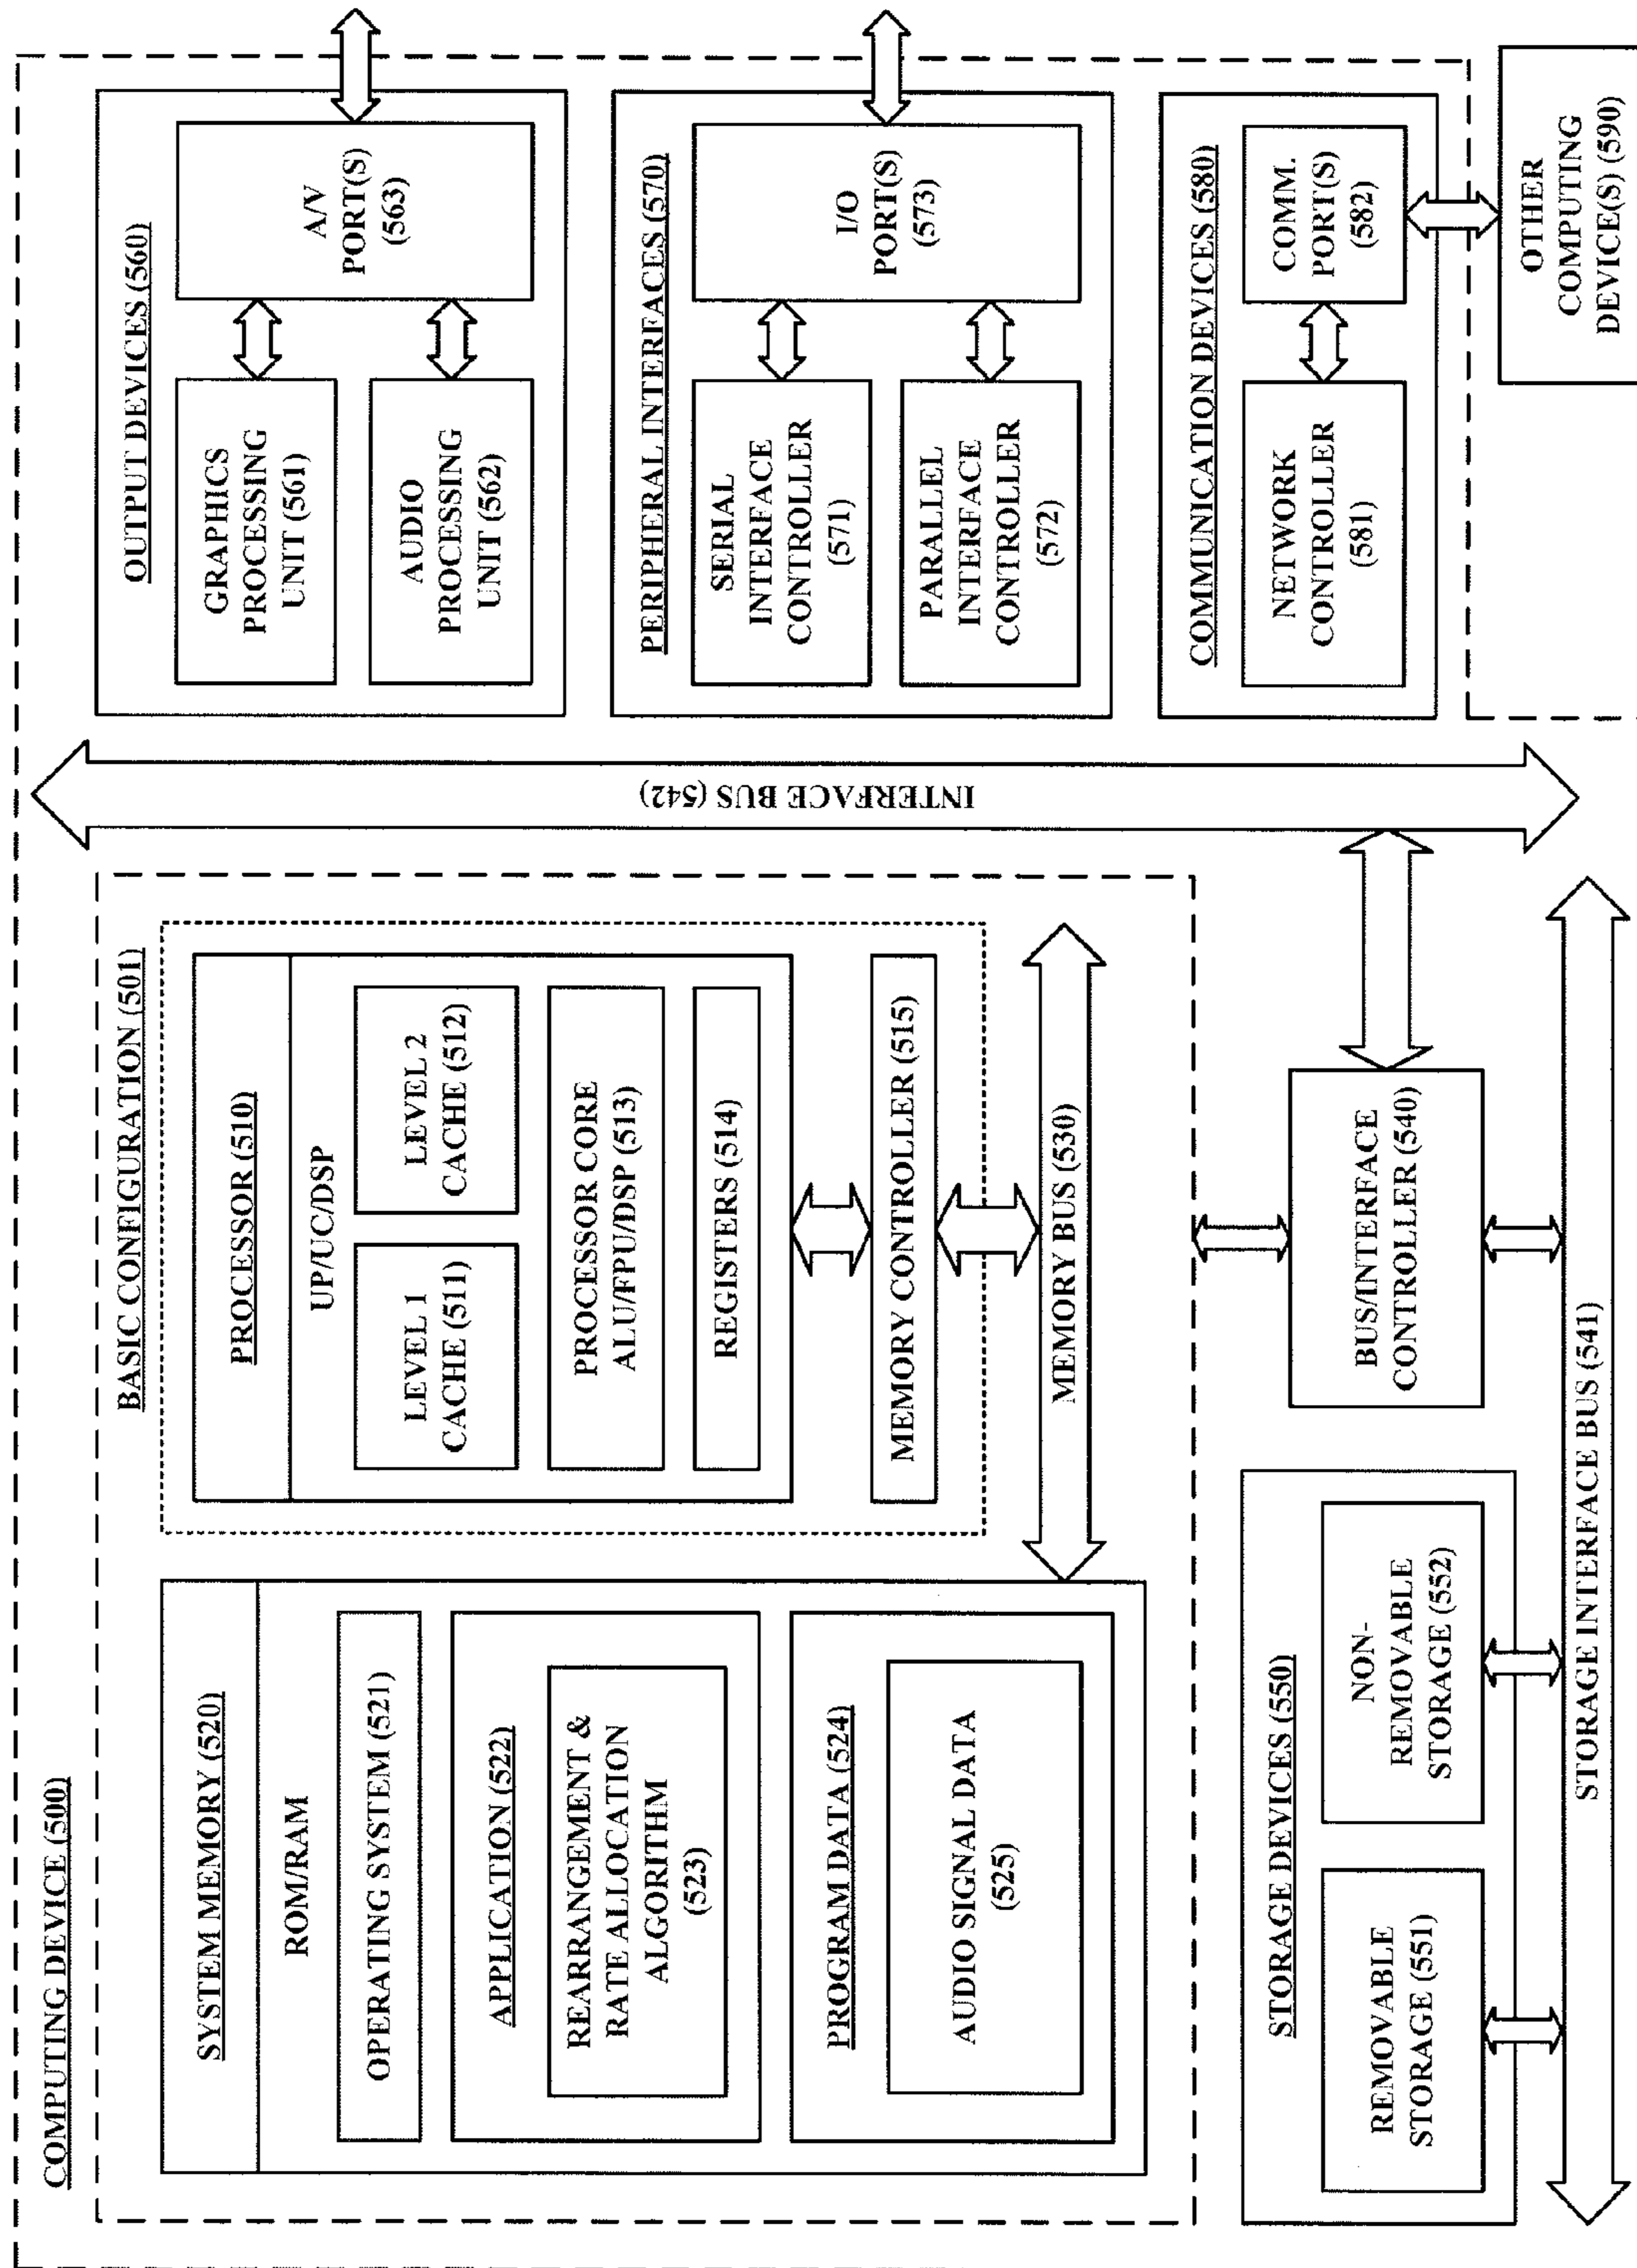 COMPUTING DEVICE (500)
BASIC CONFIGURATION (501)
SYSTEM MEMORY (520)
ROM/RAM
OPERATING SYSTEM (521)
APPLICATION (522)
REARRANGEMENT &
RATE ALLOCATION
ALGORITHM
(523)
PROGRAM DATA (524)
AUDIO SIGNAL DATA
(525)
PROCESSOR (510)
UP/UC/DSP
LEVEL 1
CACHE (511)
LEVEL 2
CACHE (512)
PROCESSOR CORE
ALU/FPU/DSP (513)
REGISTERS (514)
MEMORY CONTROLLER (515)
MEMORY BUS (530)
BUS/INTERFACE
CONTROLLER (540)
STORAGE DEVICES (550)
REMOVABLE
STORAGE (551)
NON-
REMOVABLE
STORAGE (552)
STORAGE INTERFACE BUS (541)
INTERFACE BUS (542)
OUTPUT DEVICES (560)
GRAPHICS
PROCESSING
UNIT (561)
AUDIO
PROCESSING
UNIT (562)
A/V
PORT(S)
(563)
PERIPHERAL INTERFACES (570)
SERIAL
INTERFACE
CONTROLLER
(571)
PARALLEL
INTERFACE
CONTROLLER
(572)
I/O
PORT(S)
(573)
COMMUNICATION DEVICES (580)
NETWORK
CONTROLLER
(581)
COMM.
PORT(S)
(582)
OTHER
COMPUTING
DEVICE(S) (590)